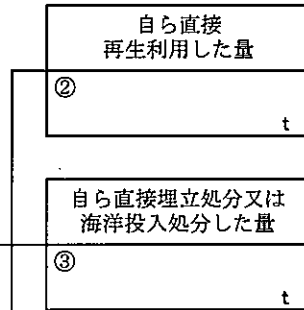 自ら直接
再生利用した量
②
t
自ら直接埋立処分又は
海洋投入処分した量
③
t